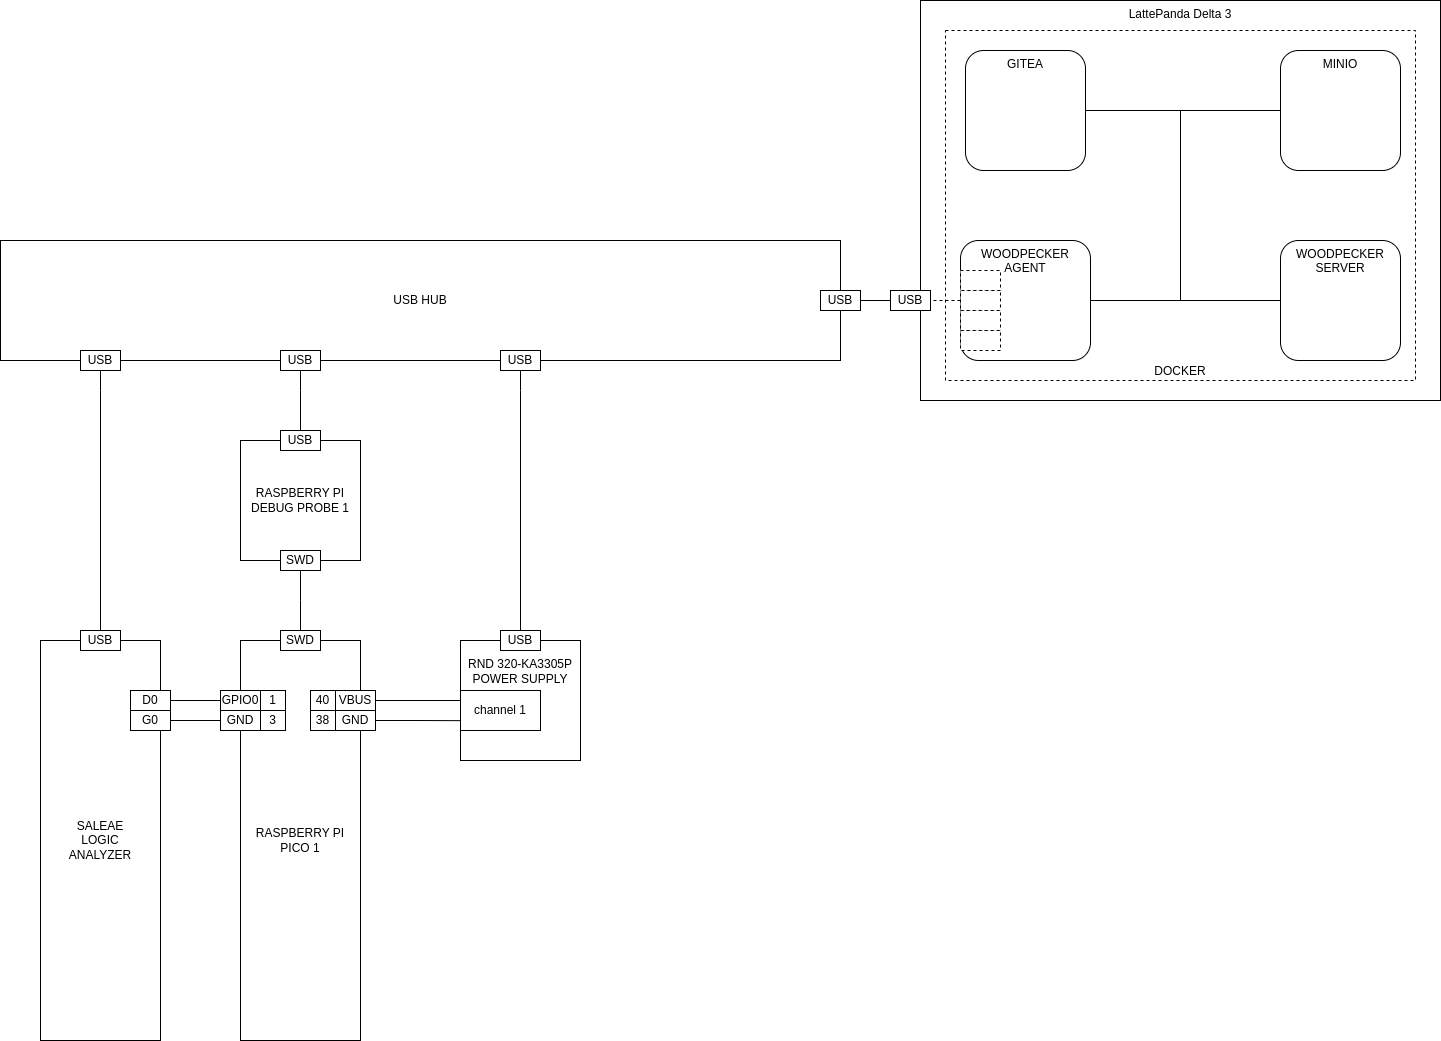 LattePanda Delta 3
GITEA
MINIO
WOODPECKER
AGENT
WOODPECKER
SERVER
DOCKER
USB HUB
USB
USB
USB
USB
USB
USB
RASPBERRY PI
DEBUG PROBE 1
SWD
USB
SWD
USB
RND 320-KA3305P
POWER SUPPLY
channel 1
D0
GPIO0 1
40 VBUS
G0
GND 3
38 GND
SALEAE
LOGIC
ANALYZER
RASPBERRY PI
PICO 1